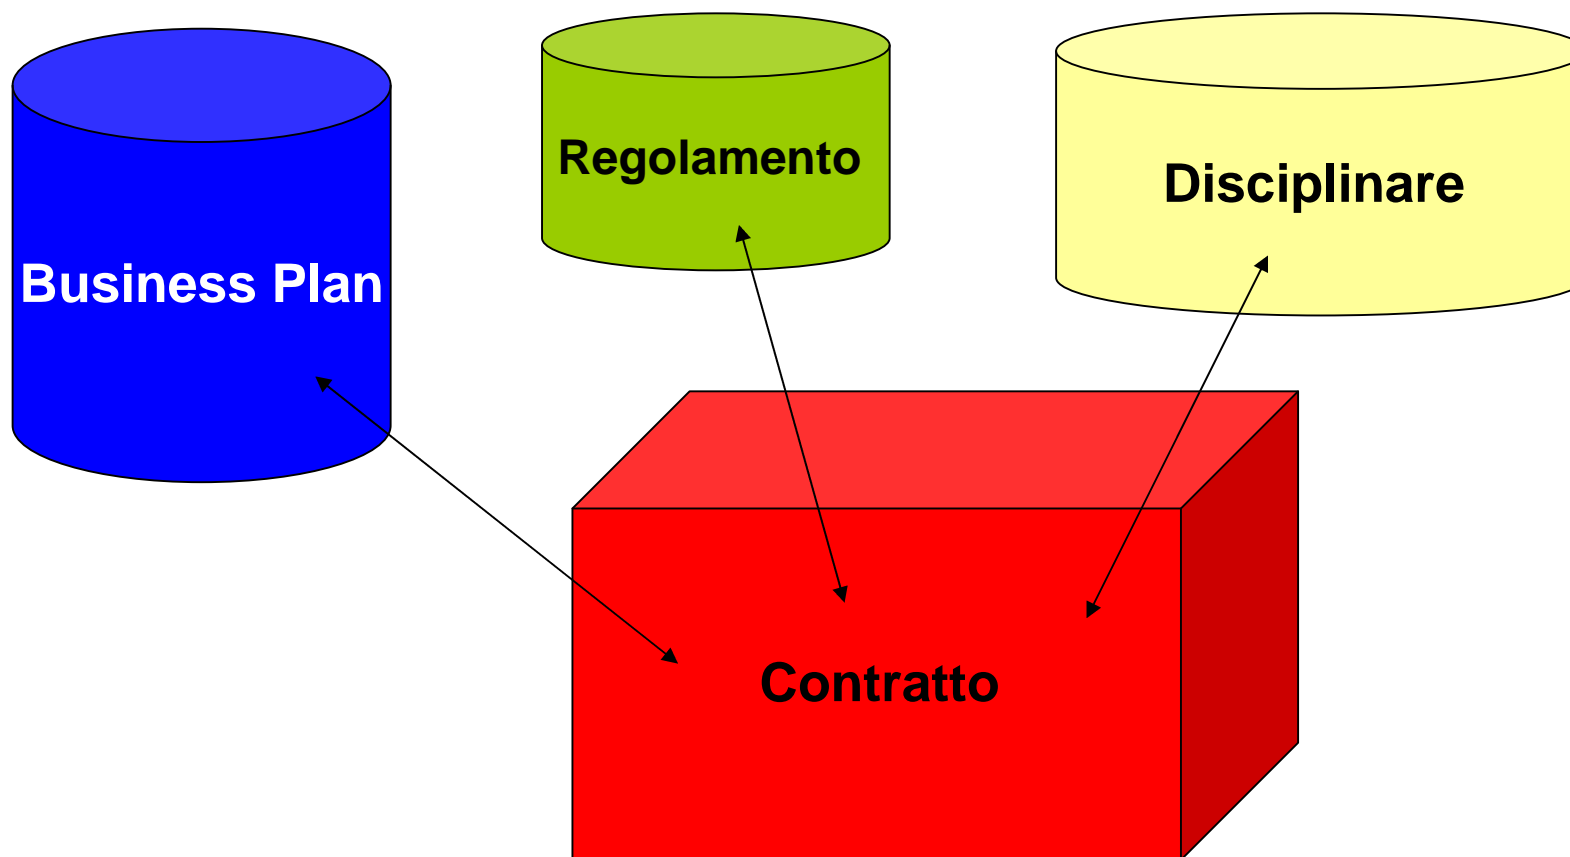 Business Plan
Regolamento
Disciplinare
Contratto